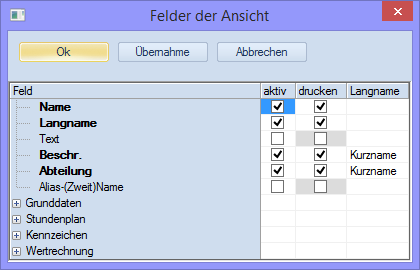 Felder der Ansicht
Ok Übernahme Abbrechen
Feld aktiv drucken Langname
Name
Langname
Text
Beschr. Kurzname
Abteilung Kurzname
Alias-(Zweit)Name
Grunddaten
Stundenplan
Kennzeichen
Wertrechnung